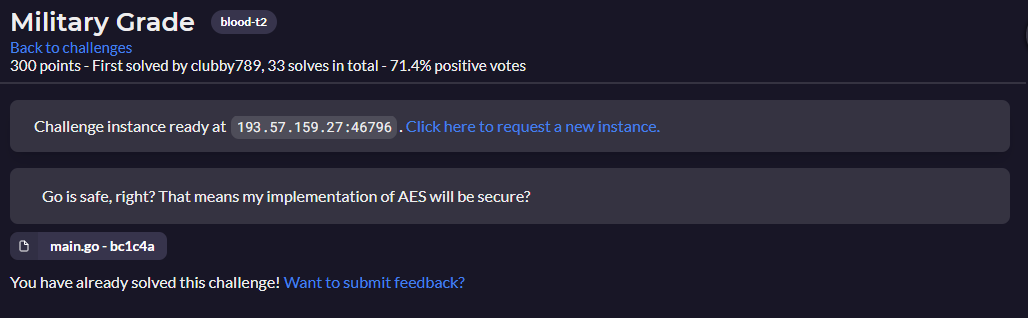 Military Grade blood-t2
Back to challenges
300 points - First solved by clubby789, 33 solves in total - 71.4% positive votes
Challenge instance ready at 193.57.159.27:46796. Click here to request a new instance.
Go is safe, right? That means my implementation of AES will be secure?
main.go - bc1c4a
You have already solved this challenge! Want to submit feedback?